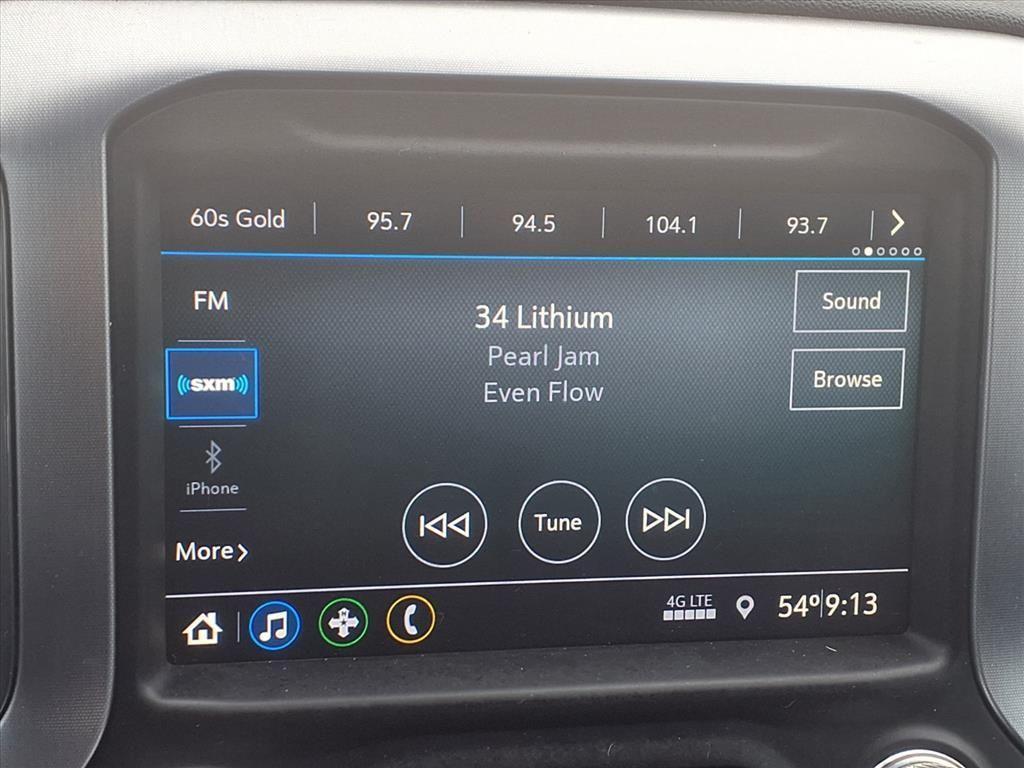 60s Gold 95.7 94.5 104.1 93.7
FM
34 Lithium
Pearl Jam
Even Flow
Sound
Browse
sxm
iPhone
More
Tune
4G LTE
54° 9:13